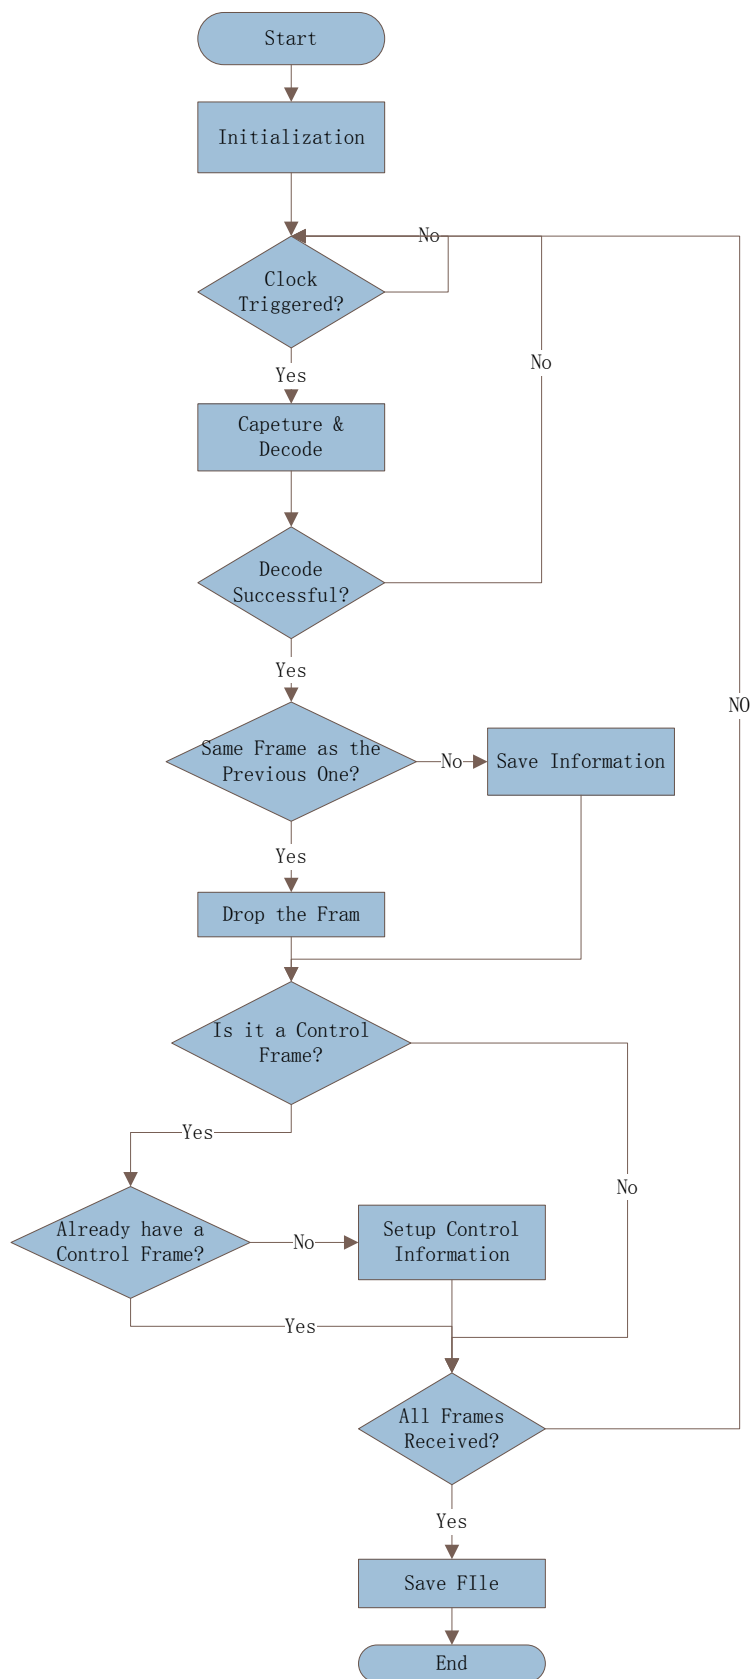 Start
Initialization
No
Clock
Triggered?
No
Yes
Capeture &
Decode
Decode
Successful?
Yes
NO
Same Frame as the
Previous One?
No
Save Information
Yes
Drop the Fram
Is it a Control
Frame?
Yes
No
Already have a
Control Frame?
No
Setup Control
Information
Yes
All Frames
Received?
Yes
Save FIle
End